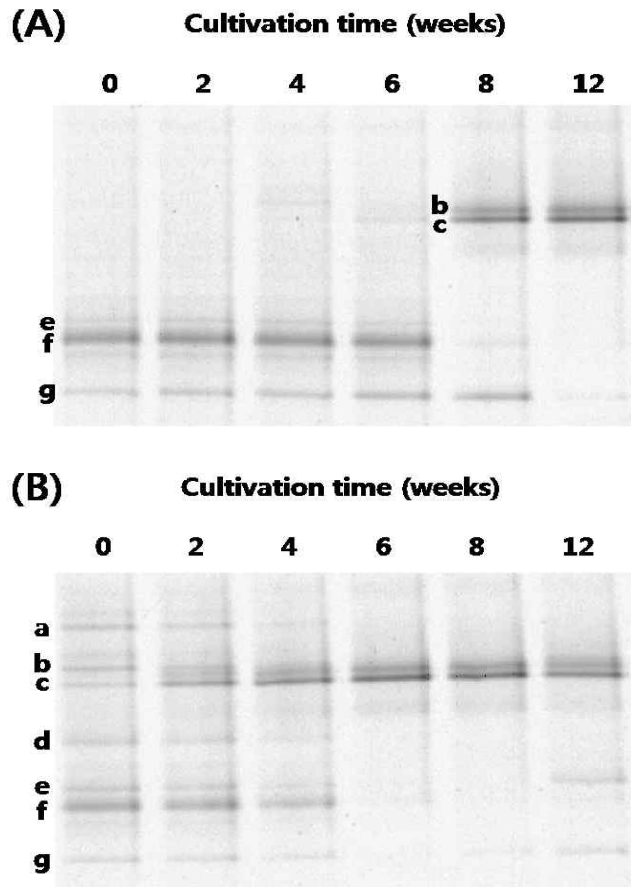 (A) Cultivation time (weeks)
0 2 4 6 8 12
b
c
e
f
g
(B) Cultivation time (weeks)
0 2 4 6 8 12
a
b
c
d
e
f
g